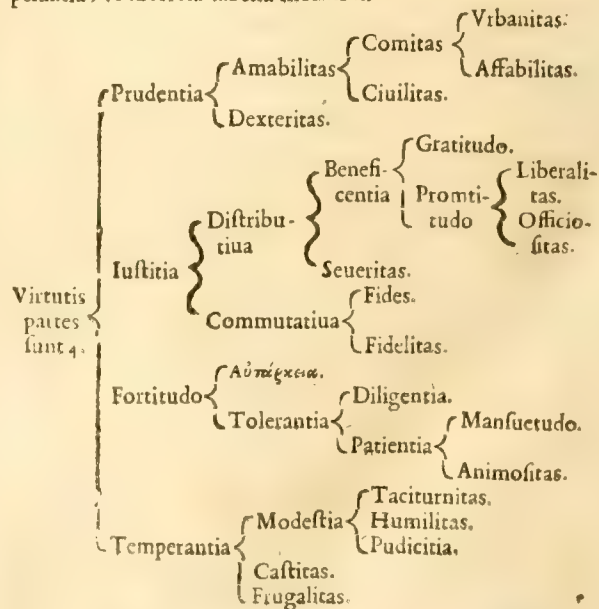 Vrbanitas.
Comitas
Amabilitas Affabilitas.
Prudentia Ciuilitas.
Dexteritas.
Gratitudo.
Benefi- Liberali-
centia Promti- tas.
Distribu- tudo Officio-
tiua sitas.
Iustitia Seueritas.
Virtutis Fides.
partes Commutatiua
sunt 4. Fidelitas.
Αὐτάρκεια.
Fortitudo Diligentia.
Tolerantia Mansuetudo.
Patientia
Animositas.
Taciturnitas.
Modestia Humilitas.
Temperantia Pudicitia.
Castitas.
Frugalitas.